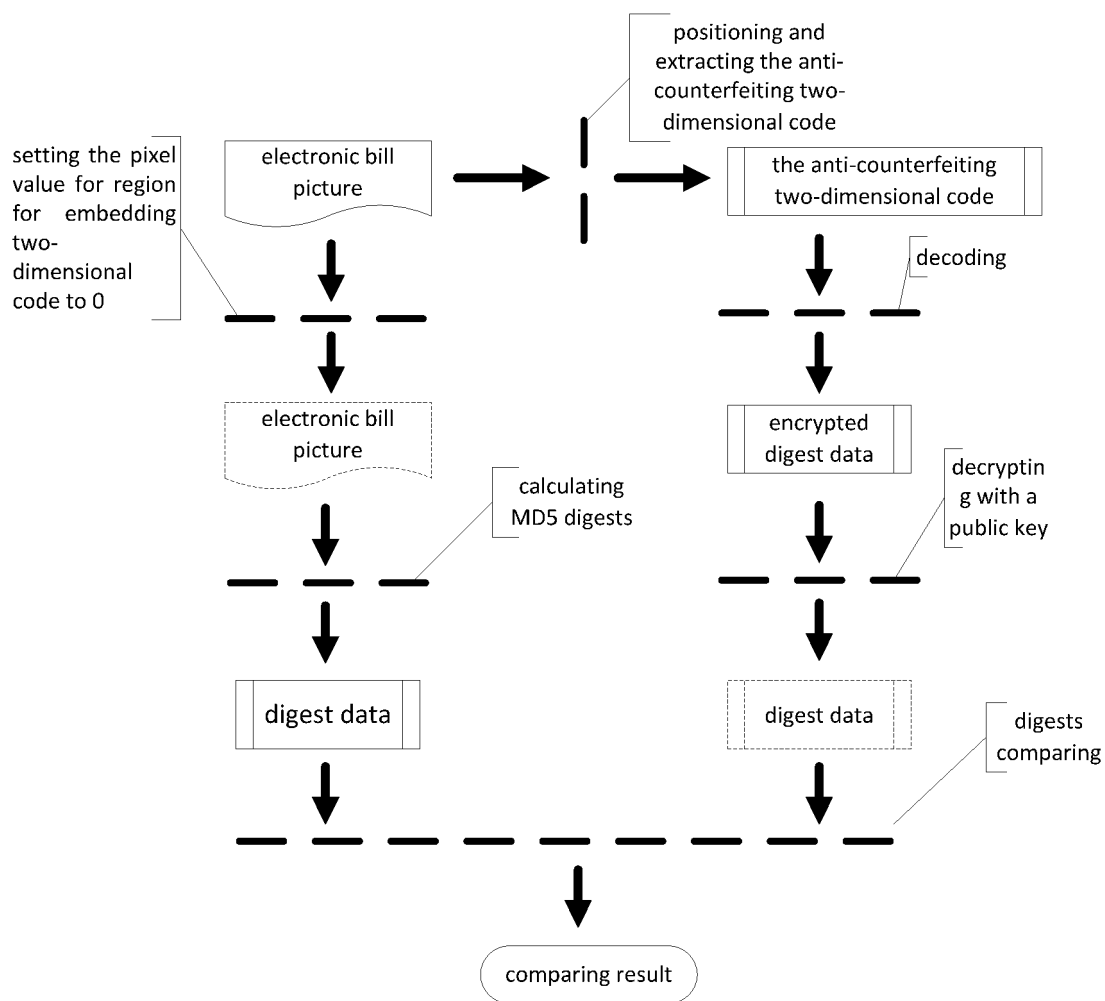 positioning and
extracting the anti-
counterfeiting two-
dimensional code
setting the pixel
value for region
for embedding
two-
dimensional
code to 0
electronic bill
picture
the anti-counterfeiting
two-dimensional code
decoding
electronic bill
picture
encrypted
digest data
calculating
MD5 digests
decryptin
g with a
public key
digest data
digest data
digests
comparing
comparing result